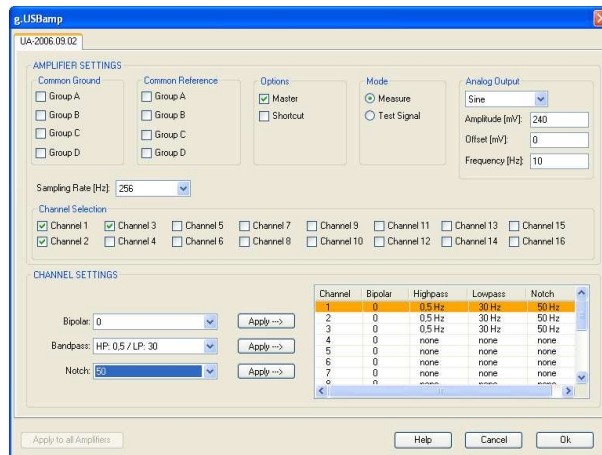 g.USBamp
UA-2006.09.02
AMPLIFIER SETTINGS
Common Ground
Group A
Group B
Group C
Group D
Common Reference
Group A
Group B
Group C
Group D
Options
Master
Shortcut
Mode
Measure
Test Signal
Analog Output
Sine
Amplitude [mV]: 240
Offset [mV]: 0
Frequency [Hz]: 10
Sampling Rate [Hz]: 256
Channel Selection
Channel 1 Channel 3 Channel 5 Channel 7 Channel 9 Channel 11 Channel 13 Channel 15
Channel 2 Channel 4 Channel 6 Channel 8 Channel 10 Channel 12 Channel 14 Channel 16
CHANNEL SETTINGS
Bipolar: 0 Apply --->
Bandpass: HP: 0,5 / LP: 30 Apply --->
Notch: 50 Apply --->
Channel Bipolar Highpass Lowpass Notch
1 0 0,5 Hz 30 Hz 50 Hz
2 0 0,5 Hz 30 Hz 50 Hz
3 0 0,5 Hz 30 Hz 50 Hz
4 0 none none none
5 0 none none none
6 0 none none none
7 0 none none none
Apply to all Amplifiers
Help
Cancel
Ok